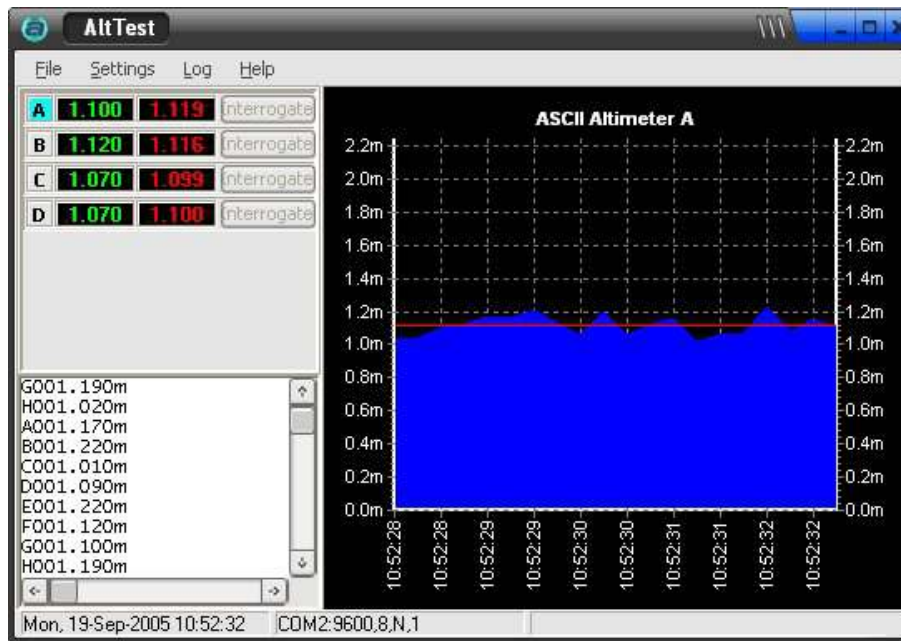 AltTest
File Settings Log Help
A 1.100 1.119 Interrogate
B 1.120 1.116 Interrogate
C 1.070 1.099 Interrogate
D 1.070 1.100 Interrogate
G001.190m
H001.020m
A001.170m
B001.220m
C001.010m
D001.090m
E001.220m
F001.120m
G001.100m
H001.190m
ASCII Altimeter A
2.2m 2.2m
2.0m 2.0m
1.8m 1.8m
1.6m 1.6m
1.4m 1.4m
1.2m 1.2m
1.0m 1.0m
0.8m 0.8m
0.6m 0.6m
0.4m 0.4m
0.2m 0.2m
0.0m 0.0m
10:52:28
10:52:28
10:52:29
10:52:29
10:52:30
10:52:30
10:52:31
10:52:31
10:52:32
10:52:32
Mon, 19-Sep-2005 10:52:32 COM2:9600,8,N,1